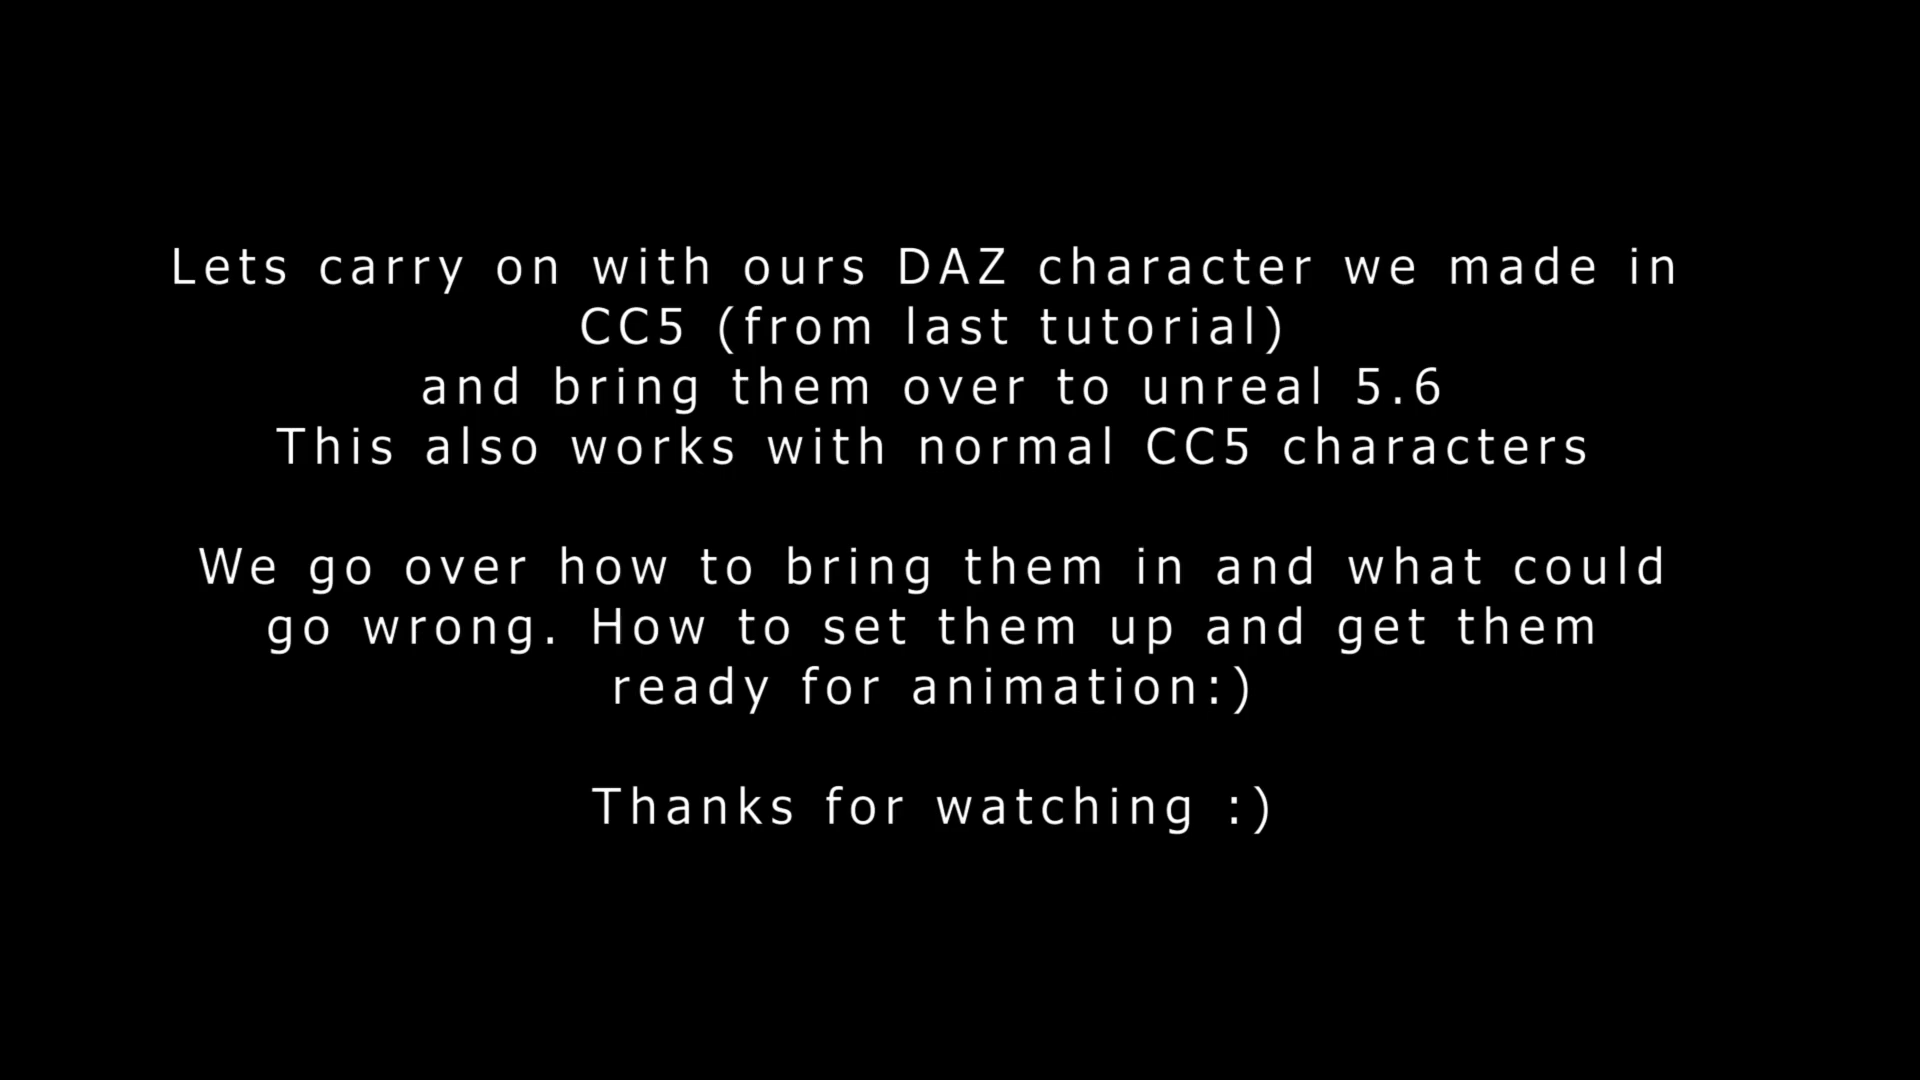 Lets carry on with ours DAZ character we made in
CC5 (from last tutorial)
and bring them over to unreal 5.6
This also works with normal CC5 characters
We go over how to bring them in and what could
go wrong. How to set them up and get them
ready for animation:)
Thanks for watching :)